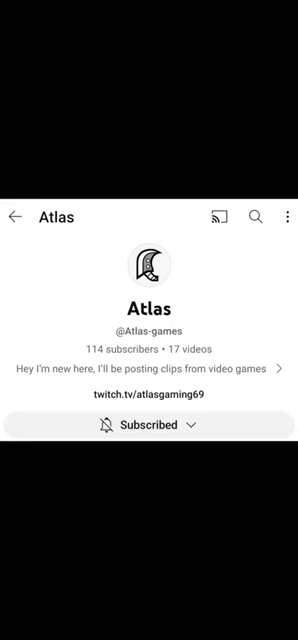 Atlas
Atlas
@Atlas-games
114 subscribers • 17 videos
Hey I'm new here, I'll be posting clips from video games
twitch.tv/atlasgaming69
Subscribed